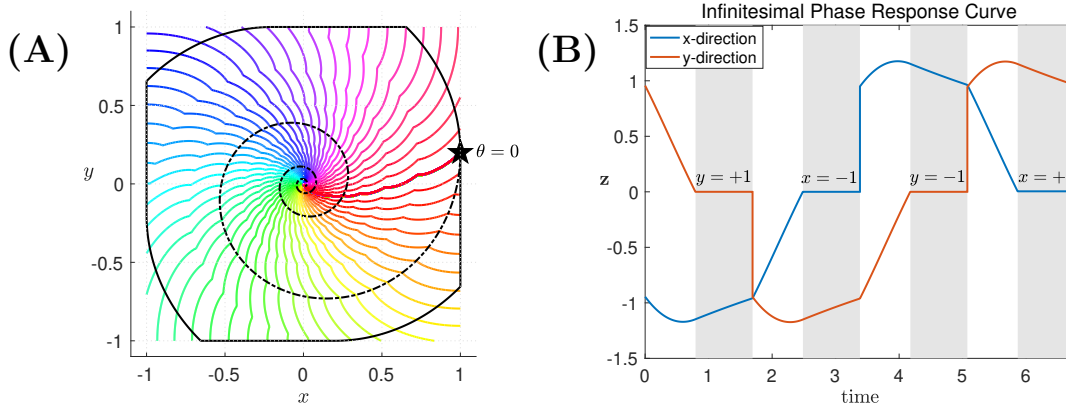 (A)
1
0.5
y
0
-0.5
-1
θ = 0
-1
-0.5
0
0.5
1
x
(B)
Infinitesimal Phase Response Curve
x-direction
y-direction
1.5
1
0.5
z
0
-0.5
-1
-1.5
y = +1
x = −1
y = −1
x = +
0
1
2
3
4
5
6
time